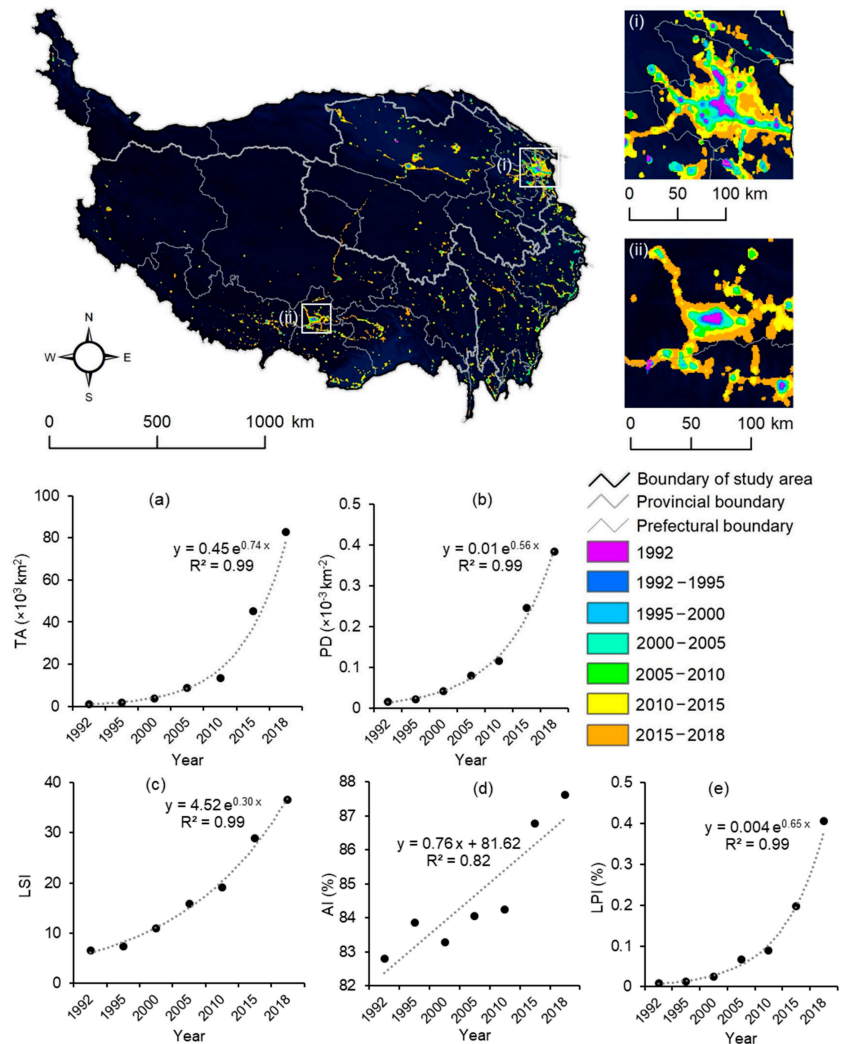 (i)
(i)
0 50 100 km
(ii)
(ii)
N
W E
S
0 500 1000 km
0 50 100 km
Boundary of study area
Provincial boundary
Prefectural boundary
1992
1992−1995
1995−2000
2000−2005
2005−2010
2010−2015
2015−2018
(a)
TA (×10³ km²)
100
80
60
40
20
0
y = 0.45 e^0.74 x
R² = 0.99
1992 1995 2000 2005 2010 2015 2018
Year
(b)
PD (×10⁻³ km⁻²)
0.5
0.4
0.3
0.2
0.1
0
y = 0.01 e^0.56 x
R² = 0.99
1992 1995 2000 2005 2010 2015 2018
Year
(c)
LSI
40
30
20
10
0
y = 4.52 e^0.30 x
R² = 0.99
1992 1995 2000 2005 2010 2015 2018
Year
(d)
AI (%)
88
87
86
85
84
83
82
y = 0.76 x + 81.62
R² = 0.82
1992 1995 2000 2005 2010 2015 2018
Year
(e)
LPI (%)
0.5
0.4
0.3
0.2
0.1
0
y = 0.004 e^0.65 x
R² = 0.99
1992 1995 2000 2005 2010 2015 2018
Year